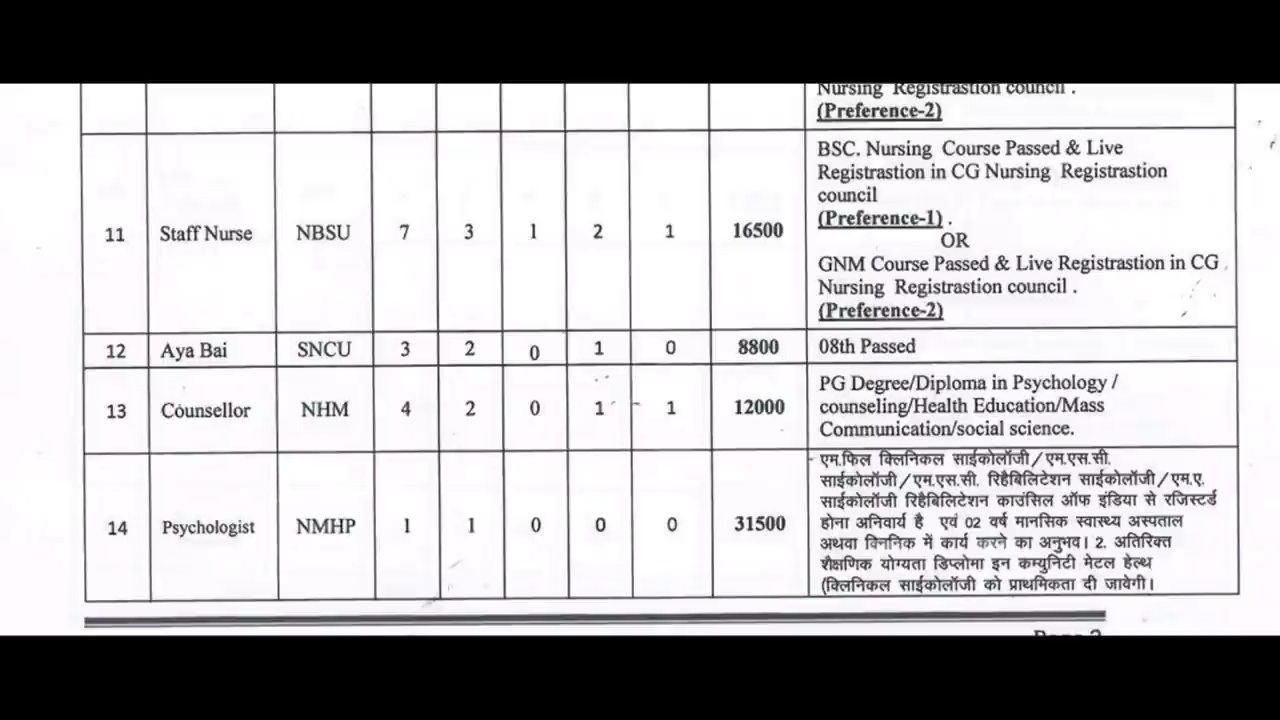 Nursing Registrastion council .
(Preference-2)
11 Staff Nurse NBSU 7 3 1 2 1 16500 BSC. Nursing Course Passed & Live
Registrastion in CG Nursing Registrastion
council
(Preference-1) .
OR
GNM Course Passed & Live Registrastion in CG
Nursing Registrastion council .
(Preference-2)
12 Aya Bai SNCU 3 2 0 1 0 8800 08th Passed
13 Counsellor NHM 4 2 0 1 1 12000 PG Degree/Diploma in Psychology /
counseling/Health Education/Mass
Communication/social science.
14 Psychologist NMHP 1 1 0 0 0 31500 एम.फिल क्लिनिकल साईकोलॉजी/एम.एस.सी.
साईकोलॉजी/एम.एस.सी. रिहैबिलिटेशन साईकोलॉजी/एम.ए.
साईकोलॉजी रिहैबिलिटेशन काउंसिल ऑफ इंडिया से रजिस्टर्ड
होना अनिवार्य है एवं 02 वर्ष मानसिक स्वास्थ्य अस्पताल
अथवा क्लिनिक में कार्य करने का अनुभव। 2. अतिरिक्त
शैक्षणिक योग्यता डिप्लोमा इन कम्युनिटी मेटल हेल्थ
(क्लिनिकल साईकोलॉजी को प्राथमिकता दी जावेगी।